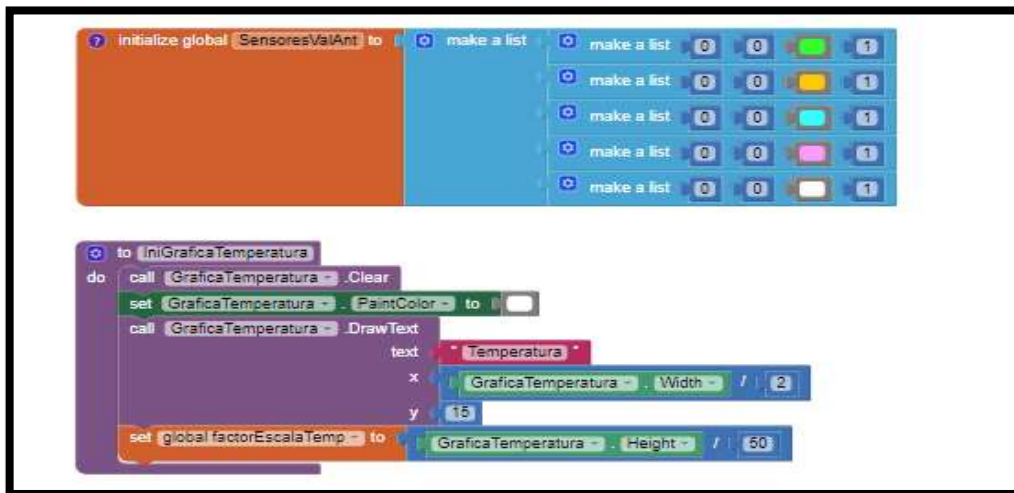 initialize global SensoresValAnt to make a list make a list 0 0 1
make a list 0 0 1
make a list 0 0 1
make a list 0 0 1
make a list 0 0 1
to IniGraficaTemperatura
do call GraficaTemperatura .Clear
set GraficaTemperatura . PaintColor to
call GraficaTemperatura .DrawText
text " Temperatura "
x GraficaTemperatura . Width / 2
y 15
set global factorEscalaTemp to GraficaTemperatura . Height / 50